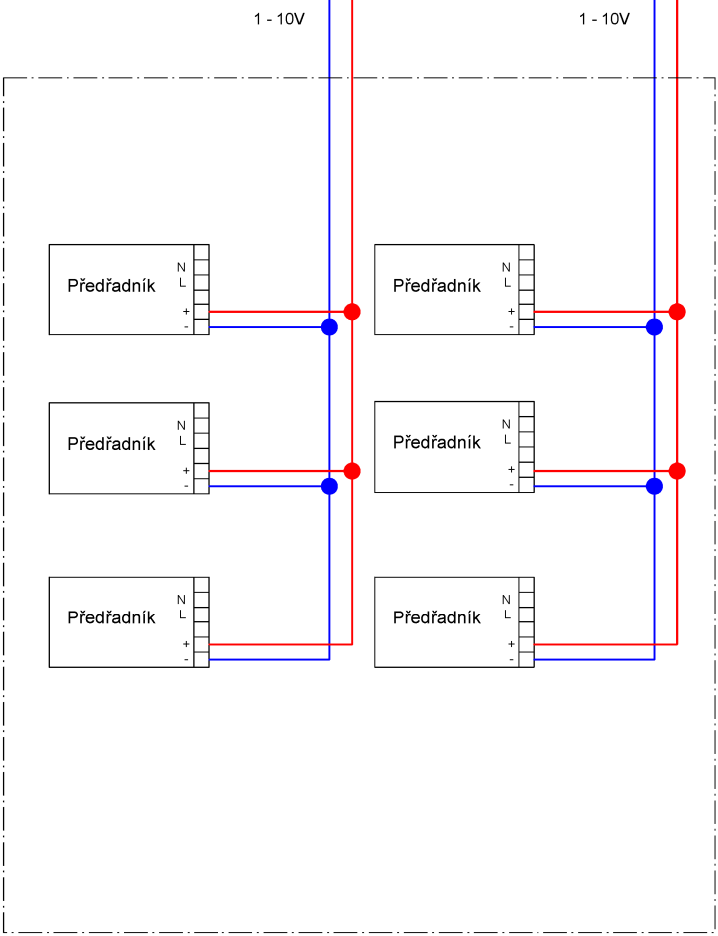 1 - 10V
1 - 10V
Předřadník
N
L
+
-
Předřadník
N
L
+
-
Předřadník
N
L
+
-
Předřadník
N
L
+
-
Předřadník
N
L
+
-
Předřadník
N
L
+
-